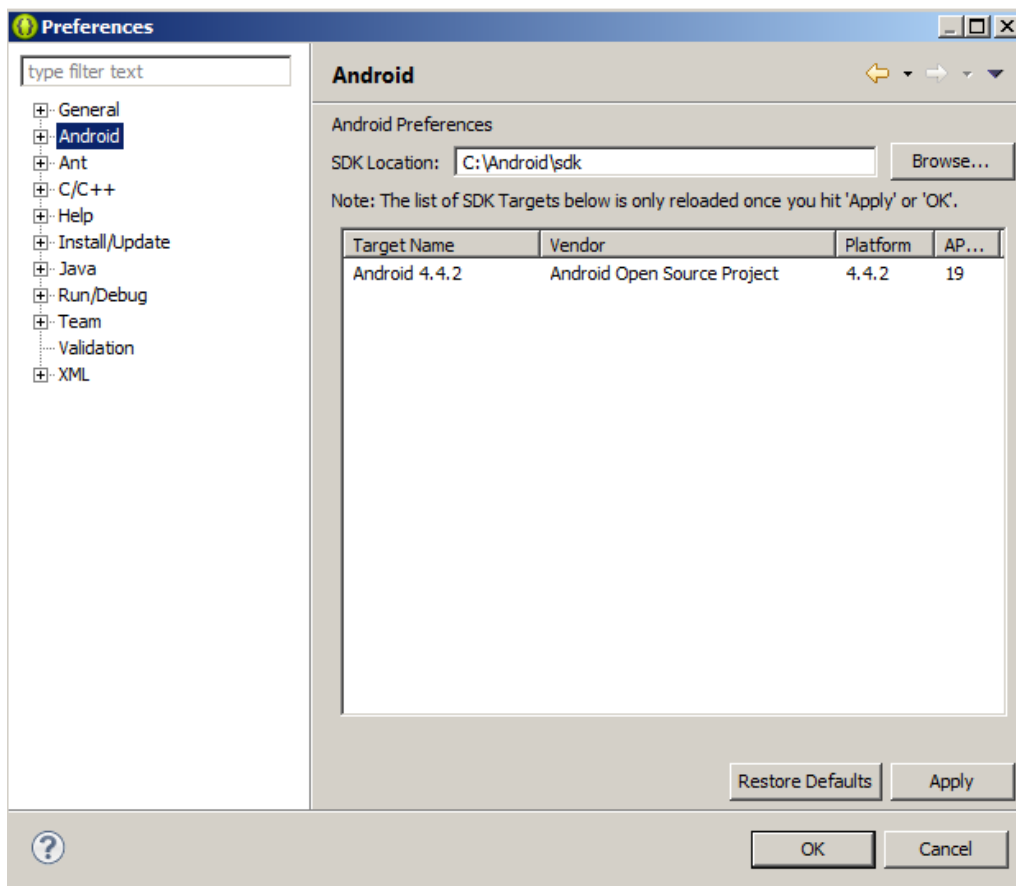 Preferences
type filter text
General
Android
Ant
C/C++
Help
Install/Update
Java
Run/Debug
Team
Validation
XML
Android
Android Preferences
SDK Location: C:\Android\sdk Browse...
Note: The list of SDK Targets below is only reloaded once you hit 'Apply' or 'OK'.
Target Name Vendor Platform AP...
Android 4.4.2 Android Open Source Project 4.4.2 19
Restore Defaults Apply
? OK Cancel